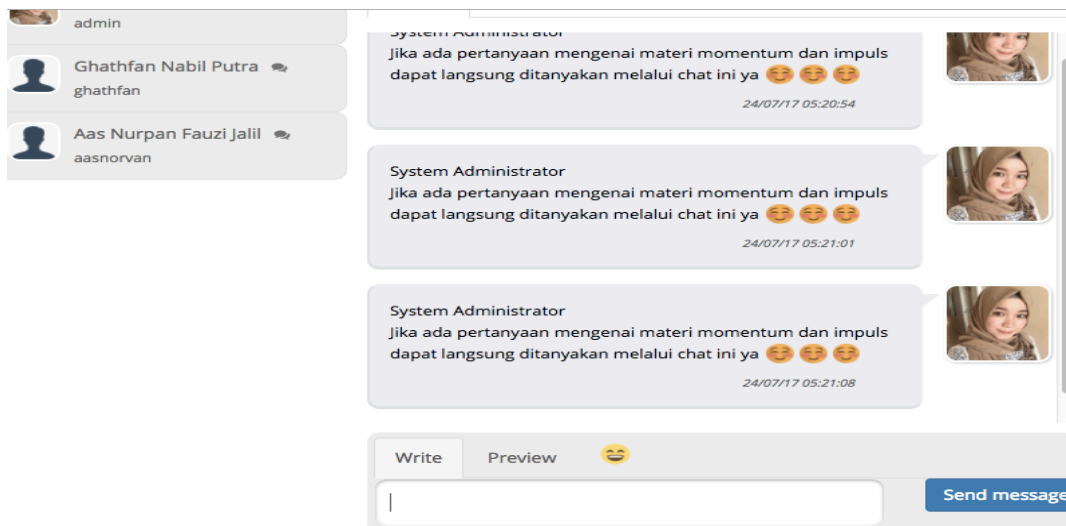 admin
Ghathfan Nabil Putra
ghathfan
Aas Nurpan Fauzi Jalil
aasnorvan
System Administrator
Jika ada pertanyaan mengenai materi momentum dan impuls
dapat langsung ditanyakan melalui chat ini ya
24/07/17 05:20:54
System Administrator
Jika ada pertanyaan mengenai materi momentum dan impuls
dapat langsung ditanyakan melalui chat ini ya
24/07/17 05:21:01
System Administrator
Jika ada pertanyaan mengenai materi momentum dan impuls
dapat langsung ditanyakan melalui chat ini ya
24/07/17 05:21:08
Write Preview
Send message